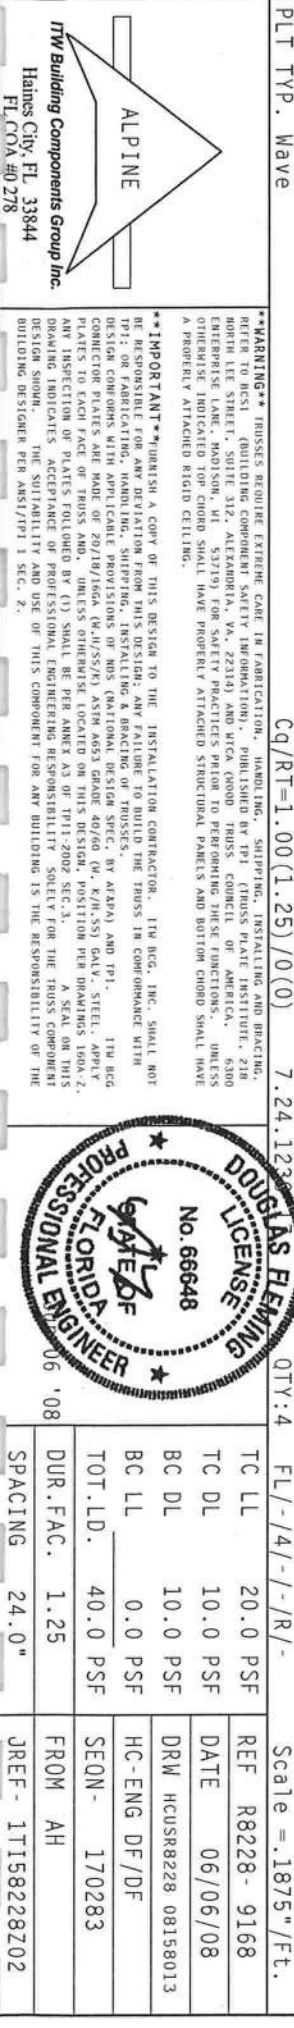 PLT TYP. Wave
Cq/RT=1.00(1.25)/0(0) 7.24.1230
QTY:4 FL/-/4/-/-/R/-
Scale =.1875"/Ft.
ALPINE
ITW Building Components Group Inc.
Haines City, FL 33844
FL COA #0 278
**WARNING** TRUSSES REQUIRE EXTREME CARE IN FABRICATION, HANDLING, SHIPPING, INSTALLING AND BRACING.
REFER TO BCSI (BUILDING COMPONENT SAFETY INFORMATION), PUBLISHED BY TPI (TRUSS PLATE INSTITUTE, 218
NORTH LEE STREET, SUITE 312, ALEXANDRIA, VA, 22314) AND WTCA (WOOD TRUSS COUNCIL OF AMERICA, 6300
ENTERPRISE LANE, MADISON, WI 53719) FOR SAFETY PRACTICES PRIOR TO PERFORMING THESE FUNCTIONS. UNLESS
OTHERWISE INDICATED TOP CHORD SHALL HAVE PROPERLY ATTACHED STRUCTURAL PANELS AND BOTTOM CHORD SHALL HAVE
A PROPERLY ATTACHED RIGID CEILING.
**IMPORTANT** FURNISH A COPY OF THIS DESIGN TO THE INSTALLATION CONTRACTOR. ITW BCG, INC. SHALL NOT
BE RESPONSIBLE FOR ANY DEVIATION FROM THIS DESIGN; ANY FAILURE TO BUILD THE TRUSS IN CONFORMANCE WITH
TPI; OR FABRICATING, HANDLING, SHIPPING, INSTALLING & BRACING OF TRUSSES.
DESIGN CONFORMS WITH APPLICABLE PROVISIONS OF NDS (NATIONAL DESIGN SPEC, BY AF&PA) AND TPI. ITW BCG
CONNECTOR PLATES ARE MADE OF 20/18/16GA (W.H/SS/K) ASTM A653 GRADE 40/60 (W. K/H.SS) GALV. STEEL. APPLY
PLATES TO EACH FACE OF TRUSS AND, UNLESS OTHERWISE LOCATED ON THIS DESIGN, POSITION PER DRAWINGS 160A-Z.
ANY INSPECTION OF PLATES FOLLOWED BY (I) SHALL BE PER ANNEX A3 OF TPI1-2002 SEC.3. A SEAL ON THIS
DRAWING INDICATES ACCEPTANCE OF PROFESSIONAL ENGINEERING RESPONSIBILITY SOLELY FOR THE TRUSS COMPONENT
DESIGN SHOWN. THE SUITABILITY AND USE OF THIS COMPONENT FOR ANY BUILDING IS THE RESPONSIBILITY OF THE
BUILDING DESIGNER PER ANSI/TPI 1 SEC. 2.
DOUGLAS FLEMING
LICENSE
No. 66648
STATE OF
FLORIDA
PROFESSIONAL ENGINEER
06 '08
TC LL 20.0 PSF
TC DL 10.0 PSF
BC DL 10.0 PSF
BC LL 0.0 PSF
TOT.LD. 40.0 PSF
DUR.FAC. 1.25
SPACING 24.0"
REF R8228- 9168
DATE 06/06/08
DRW HCUSR8228 08158013
HC-ENG DF/DF
SEQN- 170283
FROM AH
JREF- 1TI58228Z02